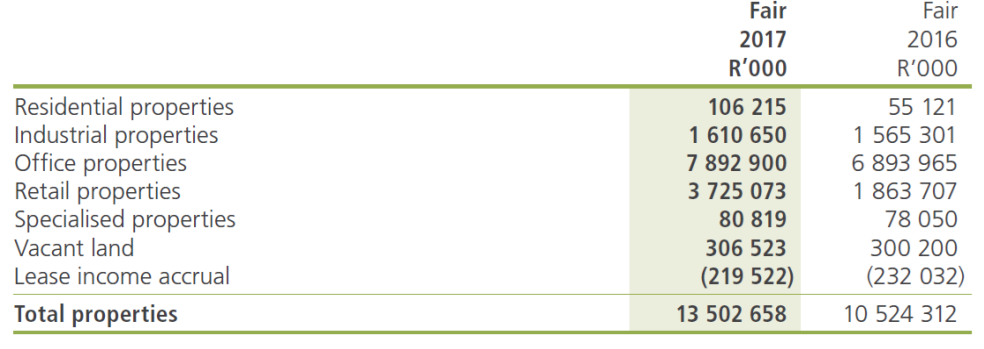 Fair Fair
2017 2016
R'000 R'000
Residential properties 106 215 55 121
Industrial properties 1 610 650 1 565 301
Office properties 7 892 900 6 893 965
Retail properties 3 725 073 1 863 707
Specialised properties 80 819 78 050
Vacant land 306 523 300 200
Lease income accrual (219 522) (232 032)
Total properties 13 502 658 10 524 312